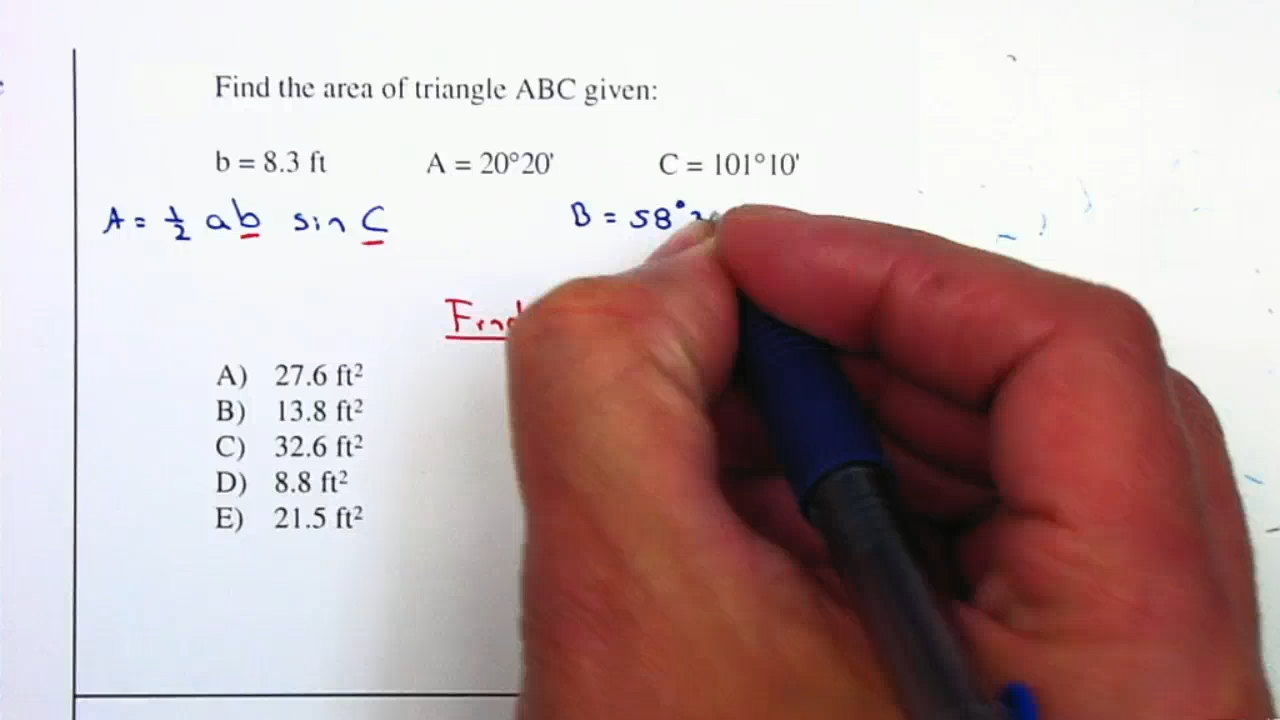 Find the area of triangle ABC given:
b = 8.3 ft A = 20°20' C = 101°10'
A = ½ ab sin C B = 58°
A) 27.6 ft²
B) 13.8 ft²
C) 32.6 ft²
D) 8.8 ft²
E) 21.5 ft²